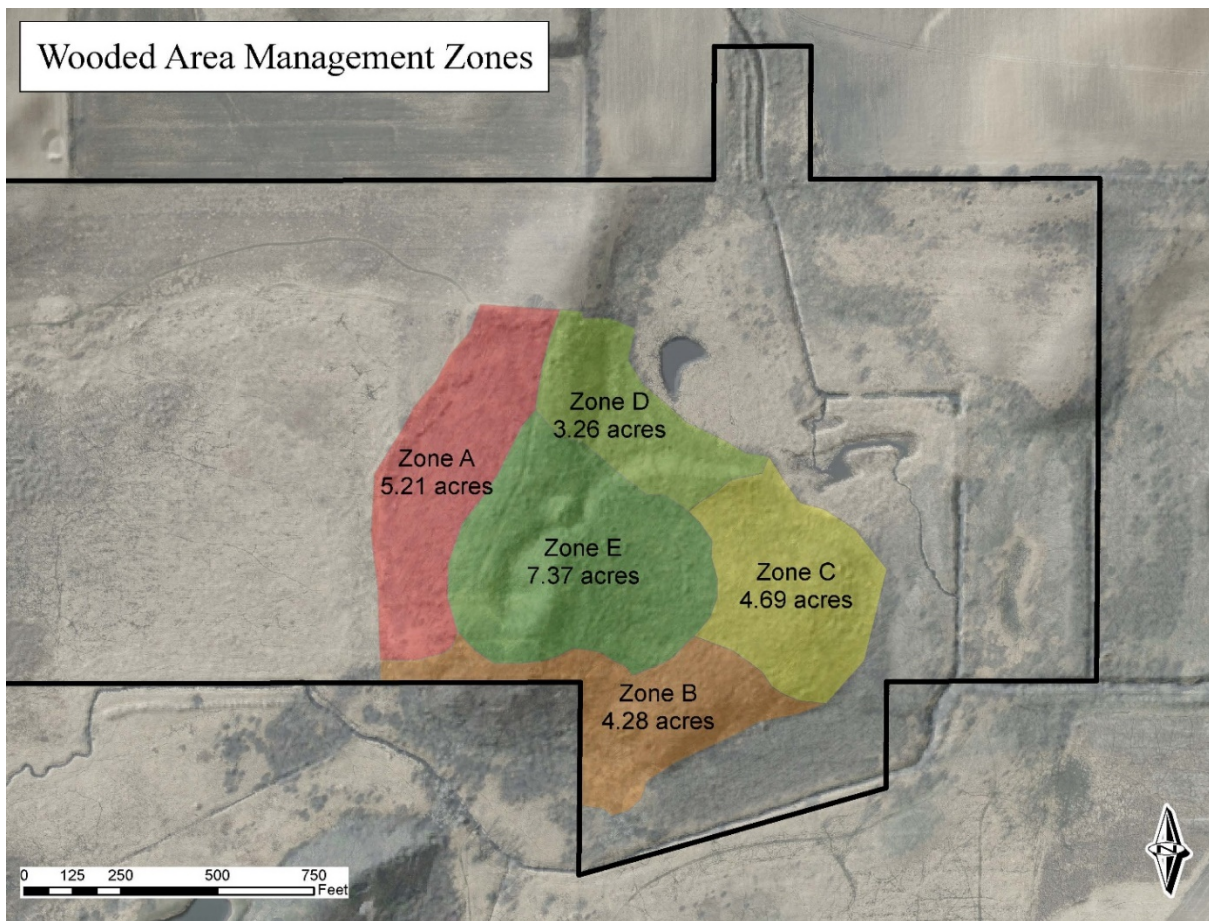 Wooded Area Management Zones
Zone D
3.26 acres
Zone A
5.21 acres
Zone E
7.37 acres
Zone C
4.69 acres
Zone B
4.28 acres
0 125 250 500 750
Feet
N